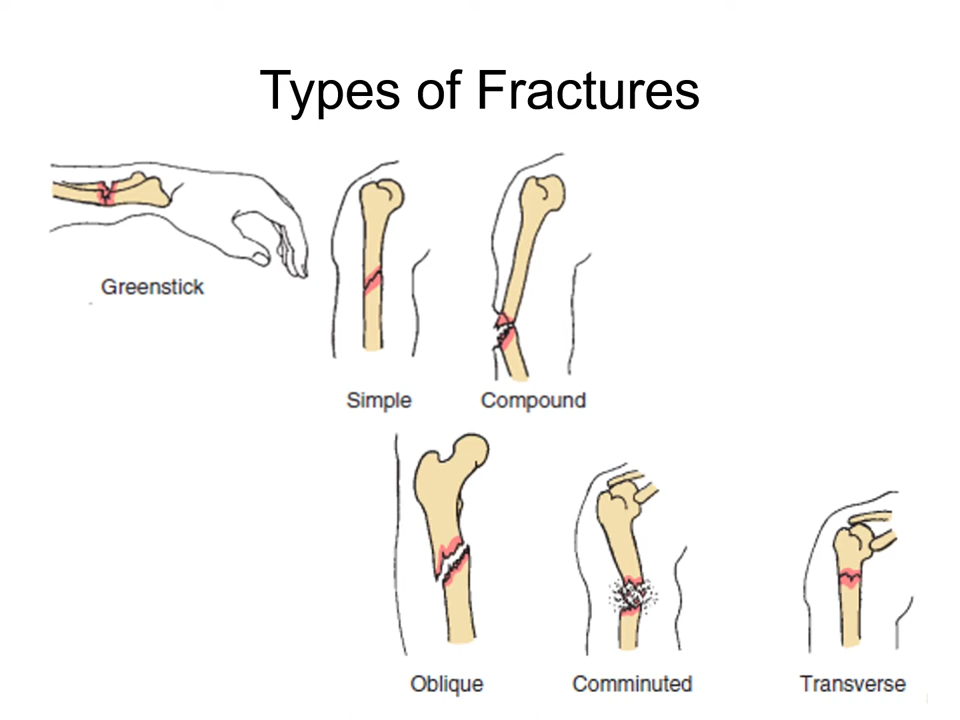 Types of Fractures
Greenstick
Simple
Compound
Oblique
Comminuted
Transverse